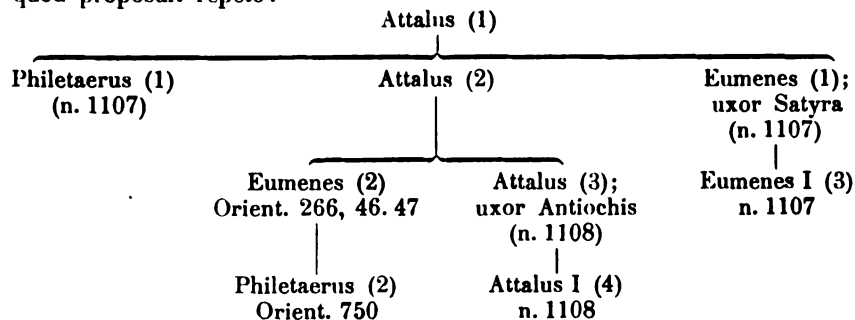 quod proposuit repeto:
Attalus (1)
Philetaerus (1) Attalus (2) Eumenes (1);
(n. 1107) uxor Satyra
(n. 1107)
Eumenes (2) Attalus (3); Eumenes I (3)
Orient. 266, 46. 47 uxor Antiochis n. 1107
(n. 1108)
Philetaerus (2) Attalus I (4)
Orient. 750 n. 1108